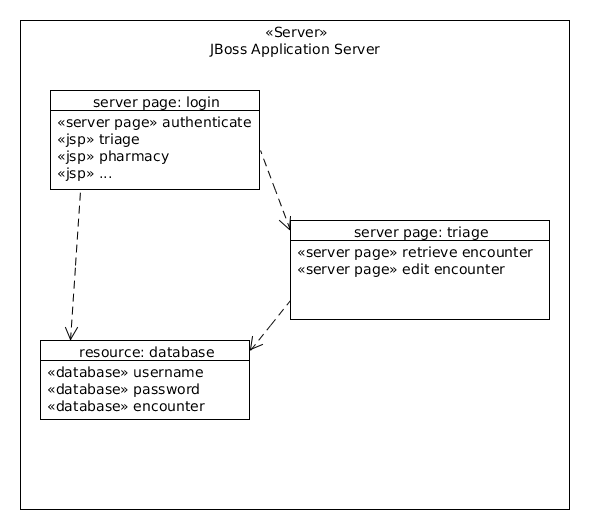 «Server»
JBoss Application Server
server page: login
«server page» authenticate
«jsp» triage
«jsp» pharmacy
«jsp» ...
server page: triage
«server page» retrieve encounter
«server page» edit encounter
resource: database
«database» username
«database» password
«database» encounter